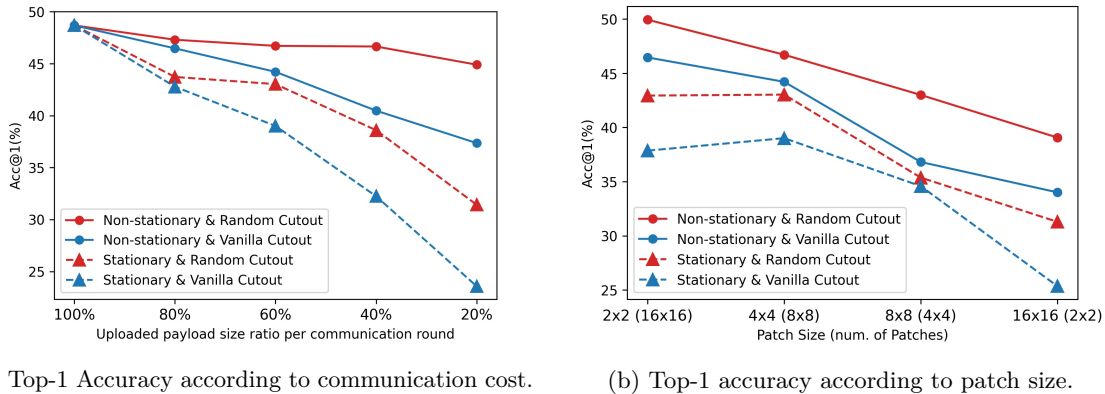 50
45
40
35
30
25
Acc@1(%)
Non-stationary & Random Cutout
Non-stationary & Vanilla Cutout
Stationary & Random Cutout
Stationary & Vanilla Cutout
100% 80% 60% 40% 20%
Uploaded payload size ratio per communication round
Top-1 Accuracy according to communication cost.
50
45
40
35
30
25
Acc@1(%)
Non-stationary & Random Cutout
Non-stationary & Vanilla Cutout
Stationary & Random Cutout
Stationary & Vanilla Cutout
2x2 (16x16) 4x4 (8x8) 8x8 (4x4) 16x16 (2x2)
Patch Size (num. of Patches)
(b) Top-1 accuracy according to patch size.